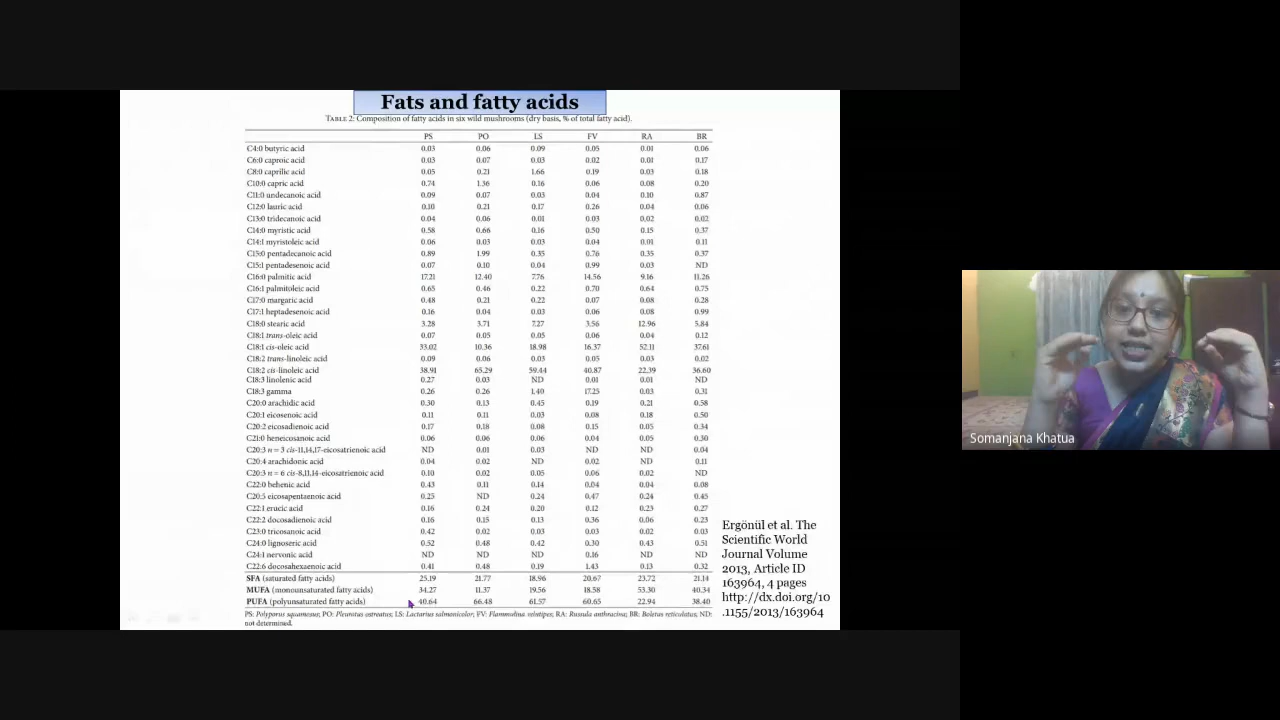 Fats and fatty acids
TABLE 2: Composition of fatty acids in six wild mushrooms (dry basis, % of total fatty acid).
PS PO LS FV RA BR
C4:0 butyric acid 0.03 0.06 0.09 0.05 0.01 0.06
C6:0 caproic acid 0.03 0.07 0.03 0.02 0.01 0.17
C8:0 caprilic acid 0.05 0.21 1.66 0.19 0.03 0.18
C10:0 capric acid 0.74 1.36 0.16 0.06 0.08 0.20
C11:0 undecanoic acid 0.09 0.07 0.03 0.04 0.10 0.87
C12:0 lauric acid 0.10 0.21 0.17 0.26 0.04 0.06
C13:0 tridecanoic acid 0.04 0.06 0.01 0.03 0.02 0.02
C14:0 myristic acid 0.58 0.66 0.16 0.50 0.15 0.37
C14:1 myristoleic acid 0.06 0.03 0.03 0.04 0.01 0.11
C15:0 pentadecanoic acid 0.89 1.99 0.35 0.76 0.35 0.37
C15:1 pentadesenoic acid 0.07 0.10 0.04 0.99 0.03 ND
C16:0 palmitic acid 17.21 12.40 7.76 14.56 9.16 11.26
C16:1 palmitoleic acid 0.65 0.46 0.22 0.70 0.64 0.75
C17:0 margatic acid 0.48 0.21 0.22 0.07 0.08 0.28
C17:1 heptadesenoic acid 0.16 0.04 0.03 0.06 0.08 0.99
C18:0 stearic acid 3.28 3.71 7.27 3.56 12.96 5.84
C18:1 trans-oleic acid 0.07 0.05 0.05 0.06 0.04 0.12
C18:1 cis-oleic acid 33.02 10.36 18.98 16.37 52.11 37.61
C18:2 trans-linoleic acid 0.09 0.06 0.03 0.05 0.03 0.02
C18:2 cis-linoleic acid 38.91 65.29 59.44 40.87 22.39 36.60
C18:3 linolenic acid 0.27 0.03 ND 0.01 0.01 ND
C18:3 gamma 0.26 0.26 1.40 17.25 0.03 0.31
C20:0 arachidic acid 0.30 0.13 0.45 0.19 0.21 0.58
C20:1 eicosenoic acid 0.11 0.11 0.03 0.08 0.18 0.50
C20:2 eicosadienoic acid 0.17 0.18 0.08 0.15 0.05 0.34
C21:0 heneicosanoic acid 0.06 0.06 0.06 0.04 0.05 0.30
C20:3 n = 3 cis-11,14,17-eicosatrienoic acid ND 0.01 0.03 ND ND 0.04
C20:4 arachidonic acid 0.04 0.02 ND 0.02 ND 0.11
C20:3 n = 6 cis-8,11,14-eicosatrienoic acid 0.10 0.02 0.05 0.06 0.02 ND
C22:0 behenic acid 0.43 0.11 0.14 0.04 0.04 0.08
C20:5 eicosapentaenoic acid 0.25 ND 0.24 0.47 0.24 0.45
C22:1 erucic acid 0.16 0.24 0.20 0.12 0.23 0.27
C22:2 docosadienoic acid 0.16 0.15 0.13 0.36 0.06 0.23
C23:0 tricosanoic acid 0.42 0.02 0.03 0.03 0.02 0.03
C24:0 lignoseric acid 0.52 0.48 0.42 0.30 0.43 0.51
C24:1 nervonic acid ND ND ND 0.16 ND ND
C22:6 docosahexaenoic acid 0.41 0.48 0.19 1.43 0.13 0.32
SFA (saturated fatty acids) 25.19 21.77 18.96 20.67 23.72 21.14
MUFA (monounsaturated fatty acids) 34.27 11.37 19.56 18.58 53.30 40.34
PUFA (polyunsaturated fatty acids) 40.64 66.48 61.57 60.65 22.94 38.40
PS: Polyporus squamosus; PO: Pleurotus ostreatus; LS: Lactarius salmonicolor; FV: Flammulina velutipes; RA: Russula anthracina; BR: Boletus reticulatus; ND:
not determined.
Ergönül et al. The
Scientific World
Journal Volume
2013, Article ID
163964, 4 pages
http://dx.doi.org/10
.1155/2013/163964
Somanjana Khatua